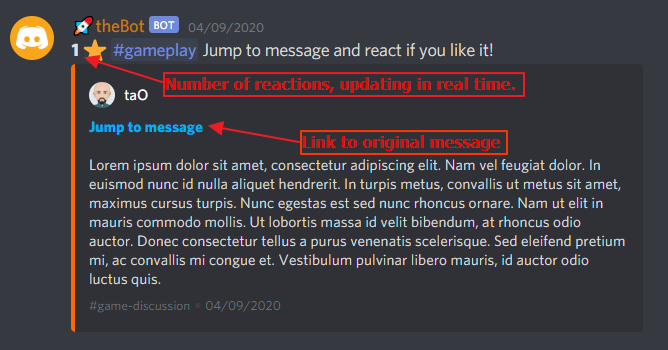 theBot BOT 04/09/2020
1 #gameplay Jump to message and react if you like it!
Number of reactions, updating in real time.
taO
Jump to message
Link to original message
Lorem ipsum dolor sit amet, consectetur adipiscing elit. Nam vel feugiat dolor. In
euismod nunc id nulla aliquet hendrerit. In turpis metus, convallis ut metus sit amet,
maximus cursus turpis. Nunc egestas est sed nunc rhoncus ornare. Nam ut elit in
mauris commodo mollis. Ut lobortis massa id velit bibendum, at rhoncus odio
auctor. Donec consectetur tellus a purus venenatis scelerisque. Sed eleifend pretium
mi, ac convallis mi congue et. Vestibulum pulvinar libero mauris, id auctor odio
luctus quis.
#game-discussion • 04/09/2020